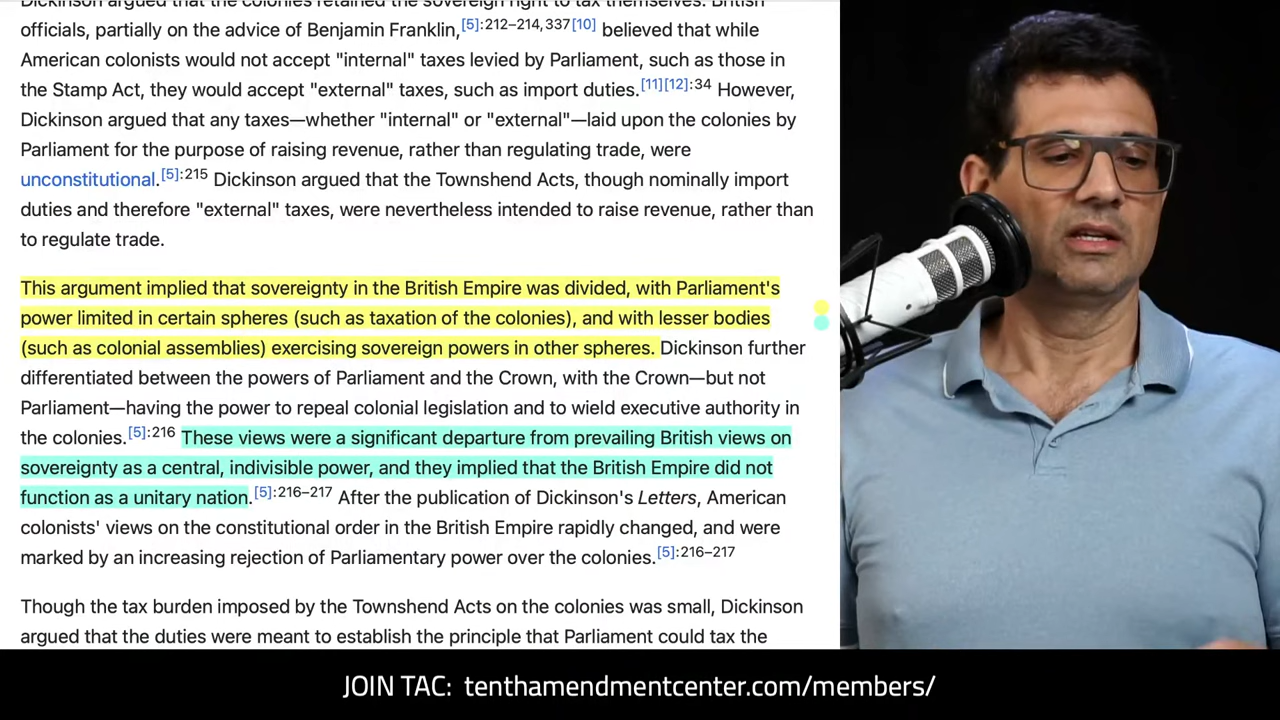 Dickinson argued that the colonies retained the sovereign right to tax themselves. British
officials, partially on the advice of Benjamin Franklin,[5]:212–214,337[10] believed that while
American colonists would not accept "internal" taxes levied by Parliament, such as those in
the Stamp Act, they would accept "external" taxes, such as import duties.[11][12]:34 However,
Dickinson argued that any taxes—whether "internal" or "external"—laid upon the colonies by
Parliament for the purpose of raising revenue, rather than regulating trade, were
unconstitutional.[5]:215 Dickinson argued that the Townshend Acts, though nominally import
duties and therefore "external" taxes, were nevertheless intended to raise revenue, rather than
to regulate trade.
This argument implied that sovereignty in the British Empire was divided, with Parliament's
power limited in certain spheres (such as taxation of the colonies), and with lesser bodies
(such as colonial assemblies) exercising sovereign powers in other spheres. Dickinson further
differentiated between the powers of Parliament and the Crown, with the Crown—but not
Parliament—having the power to repeal colonial legislation and to wield executive authority in
the colonies.[5]:216 These views were a significant departure from prevailing British views on
sovereignty as a central, indivisible power, and they implied that the British Empire did not
function as a unitary nation.[5]:216–217 After the publication of Dickinson's Letters, American
colonists' views on the constitutional order in the British Empire rapidly changed, and were
marked by an increasing rejection of Parliamentary power over the colonies.[5]:216–217
Though the tax burden imposed by the Townshend Acts on the colonies was small, Dickinson
argued that the duties were meant to establish the principle that Parliament could tax the
JOIN TAC: tenthamendmentcenter.com/members/